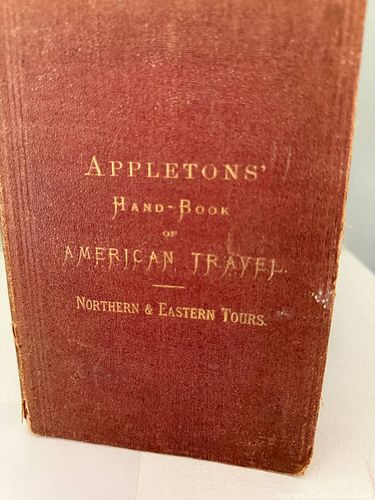 APPLETONS'
HAND-BOOK
OF
AMERICAN TRAVEL.
NORTHERN & EASTERN TOURS.